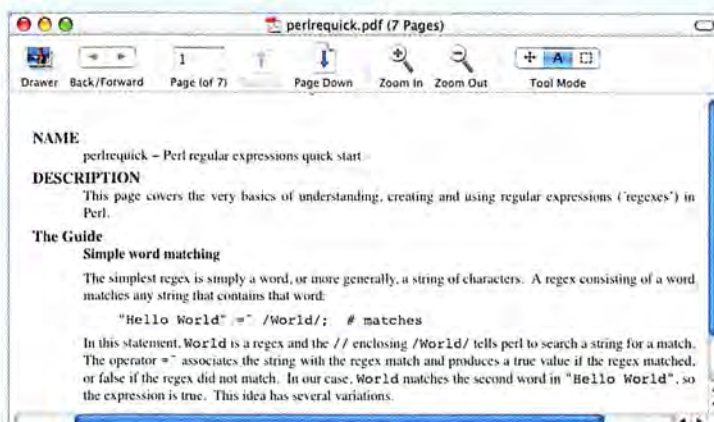 perlrequick.pdf (7 Pages)
1
Drawer Back/Forward Page (of 7) Page Down Zoom In Zoom Out Tool Mode
NAME
perlrequick – Perl regular expressions quick start
DESCRIPTION
This page covers the very basics of understanding, creating and using regular expressions ('regexes') in
Perl.
The Guide
Simple word matching
The simplest regex is simply a word, or more generally, a string of characters. A regex consisting of a word
matches any string that contains that word:
"Hello World" =~ /World/; # matches
In this statement, World is a regex and the // enclosing /World/ tells perl to search a string for a match.
The operator =~ associates the string with the regex match and produces a true value if the regex matched,
or false if the regex did not match. In our case, World matches the second word in "Hello World", so
the expression is true. This idea has several variations.